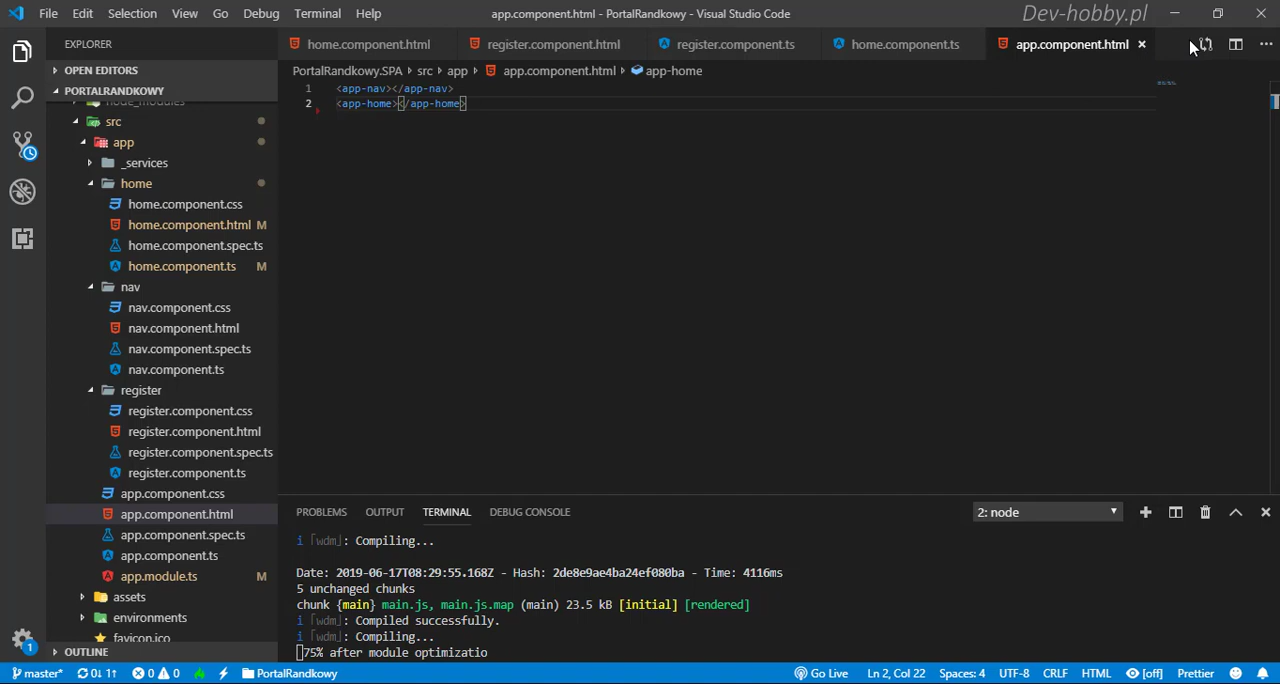 File Edit Selection View Go Debug Terminal Help
app.component.html - PortalRandkowy - Visual Studio Code
Dev-hobby.pl
EXPLORER
home.component.html
register.component.html
register.component.ts
home.component.ts
app.component.html
OPEN EDITORS
PORTALRANDKOWY
node_modules
src
app
_services
home
home.component.css
home.component.html M
home.component.spec.ts
home.component.ts M
nav
nav.component.css
nav.component.html
nav.component.spec.ts
nav.component.ts
register
register.component.css
register.component.html
register.component.spec.ts
register.component.ts
app.component.css
app.component.html
app.component.spec.ts
app.component.ts
app.module.ts M
assets
environments
favicon.ico
OUTLINE
PortalRandkowy.SPA › src › app › app.component.html › app-home
1 <app-nav></app-nav>
2 <app-home></app-home>
PROBLEMS OUTPUT TERMINAL DEBUG CONSOLE
2: node
i ｢wdm｣: Compiling...
Date: 2019-06-17T08:29:55.168Z - Hash: 2de8e9ae4ba24ef080ba - Time: 4116ms
5 unchanged chunks
chunk {main} main.js, main.js.map (main) 23.5 kB [initial] [rendered]
i ｢wdm｣: Compiled successfully.
i ｢wdm｣: Compiling...
75% after module optimizatio
1
master* 0↓ 1↑ 0 0 PortalRandkowy
Go Live Ln 2, Col 22 Spaces: 4 UTF-8 CRLF HTML [off] Prettier